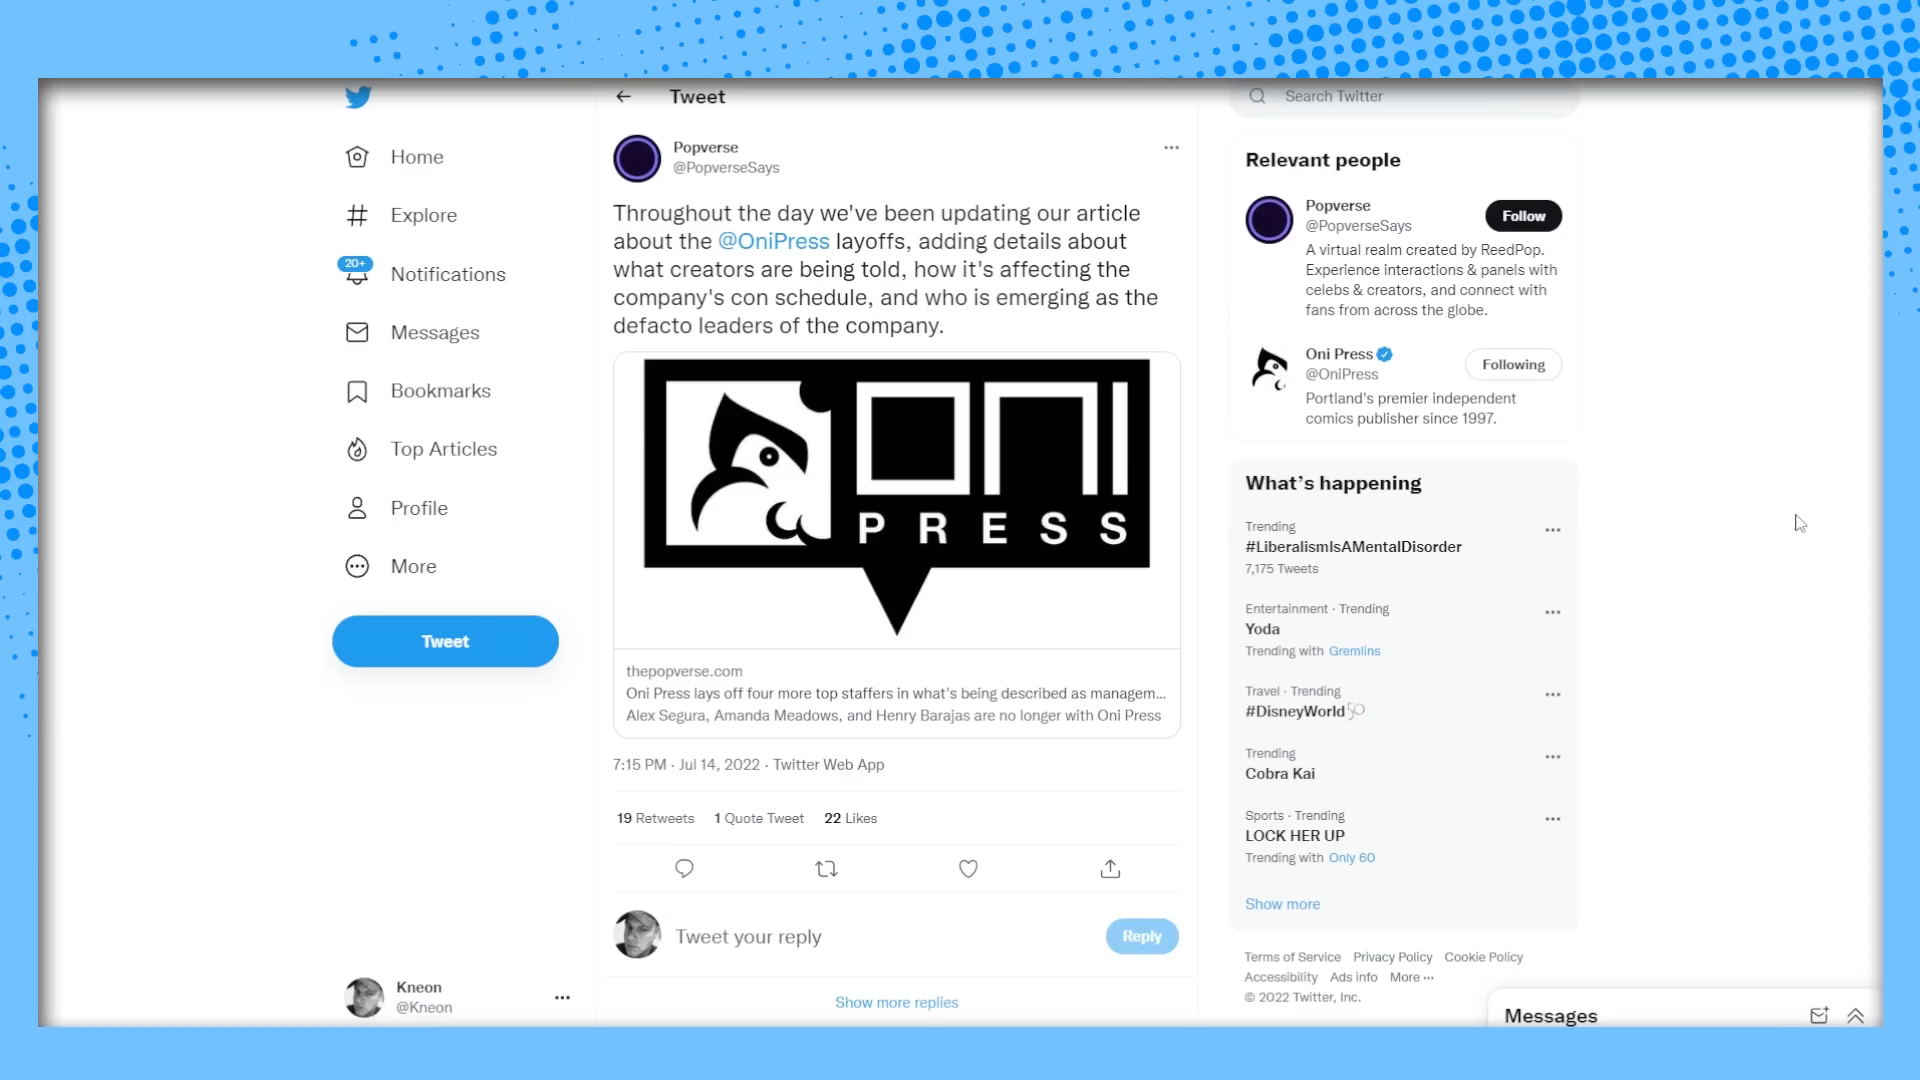 Home
Explore
20+
Notifications
Messages
Bookmarks
Top Articles
Profile
More
Tweet
Kneon
@Kneon
Tweet
Popverse
@PopverseSays
Throughout the day we've been updating our article
about the @OniPress layoffs, adding details about
what creators are being told, how it's affecting the
company's con schedule, and who is emerging as the
defacto leaders of the company.
ONI
PRESS
thepopverse.com
Oni Press lays off four more top staffers in what's being described as managem...
Alex Segura, Amanda Meadows, and Henry Barajas are no longer with Oni Press
7:15 PM · Jul 14, 2022 · Twitter Web App
19 Retweets 1 Quote Tweet 22 Likes
Tweet your reply
Reply
Show more replies
Search Twitter
Relevant people
Popverse
@PopverseSays
Follow
A virtual realm created by ReedPop.
Experience interactions & panels with
celebs & creators, and connect with
fans from across the globe.
Oni Press
@OniPress
Following
Portland's premier independent
comics publisher since 1997.
What's happening
Trending
#LiberalismIsAMentalDisorder
7,175 Tweets
Entertainment · Trending
Yoda
Trending with Gremlins
Travel · Trending
#DisneyWorld
Trending
Cobra Kai
Sports · Trending
LOCK HER UP
Trending with Only 60
Show more
Terms of Service Privacy Policy Cookie Policy
Accessibility Ads info More ···
© 2022 Twitter, Inc.
Messages